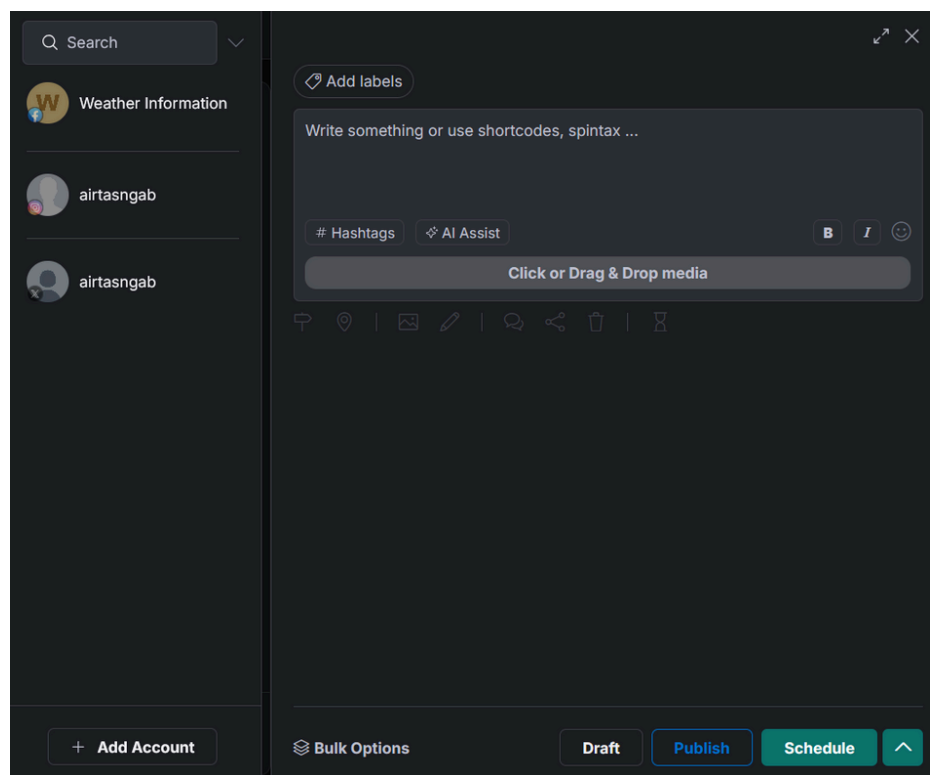 Search
W
Weather Information
airtasngab
airtasngab
+ Add Account
Add labels
Write something or use shortcodes, spintax ...
# Hashtags
AI Assist
B
I
Click or Drag & Drop media
Bulk Options
Draft
Publish
Schedule